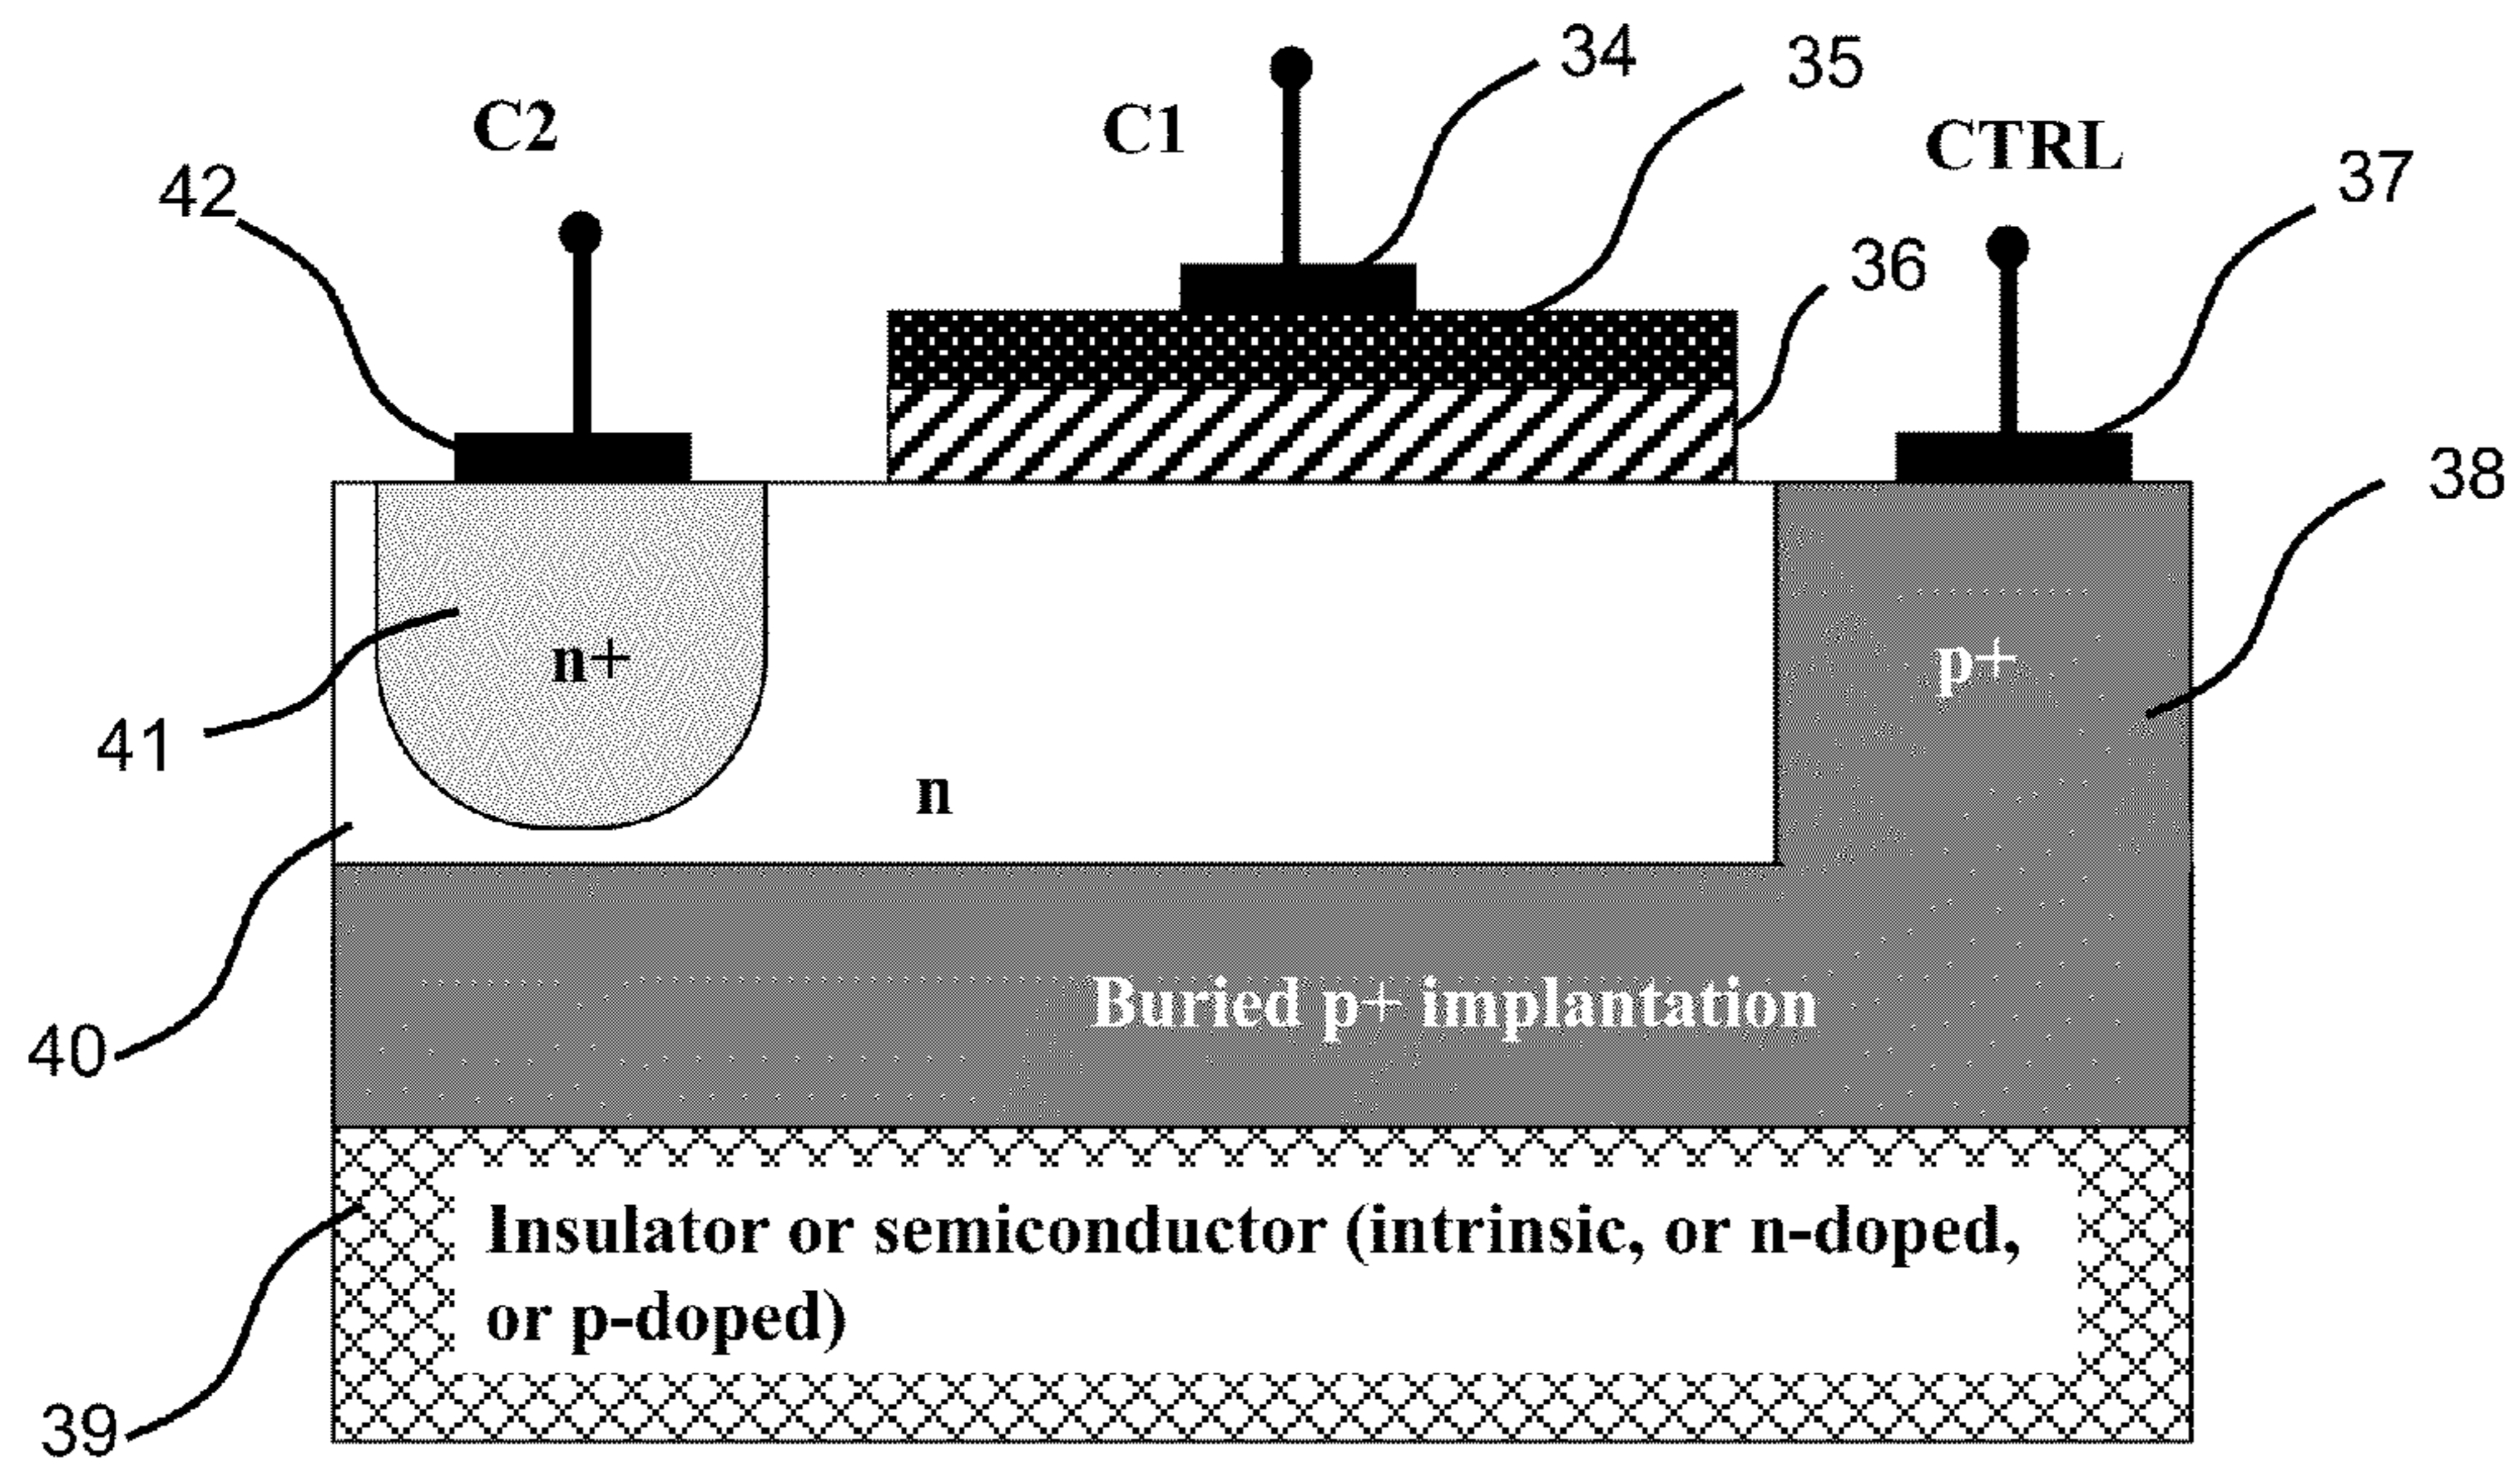 34
35
C2
C1
CTRL
42
37
36
38
n+
p+
41
n
Buried p+ implantation
40
Insulator or semiconductor (intrinsic, or n-doped,
or p-doped)
39